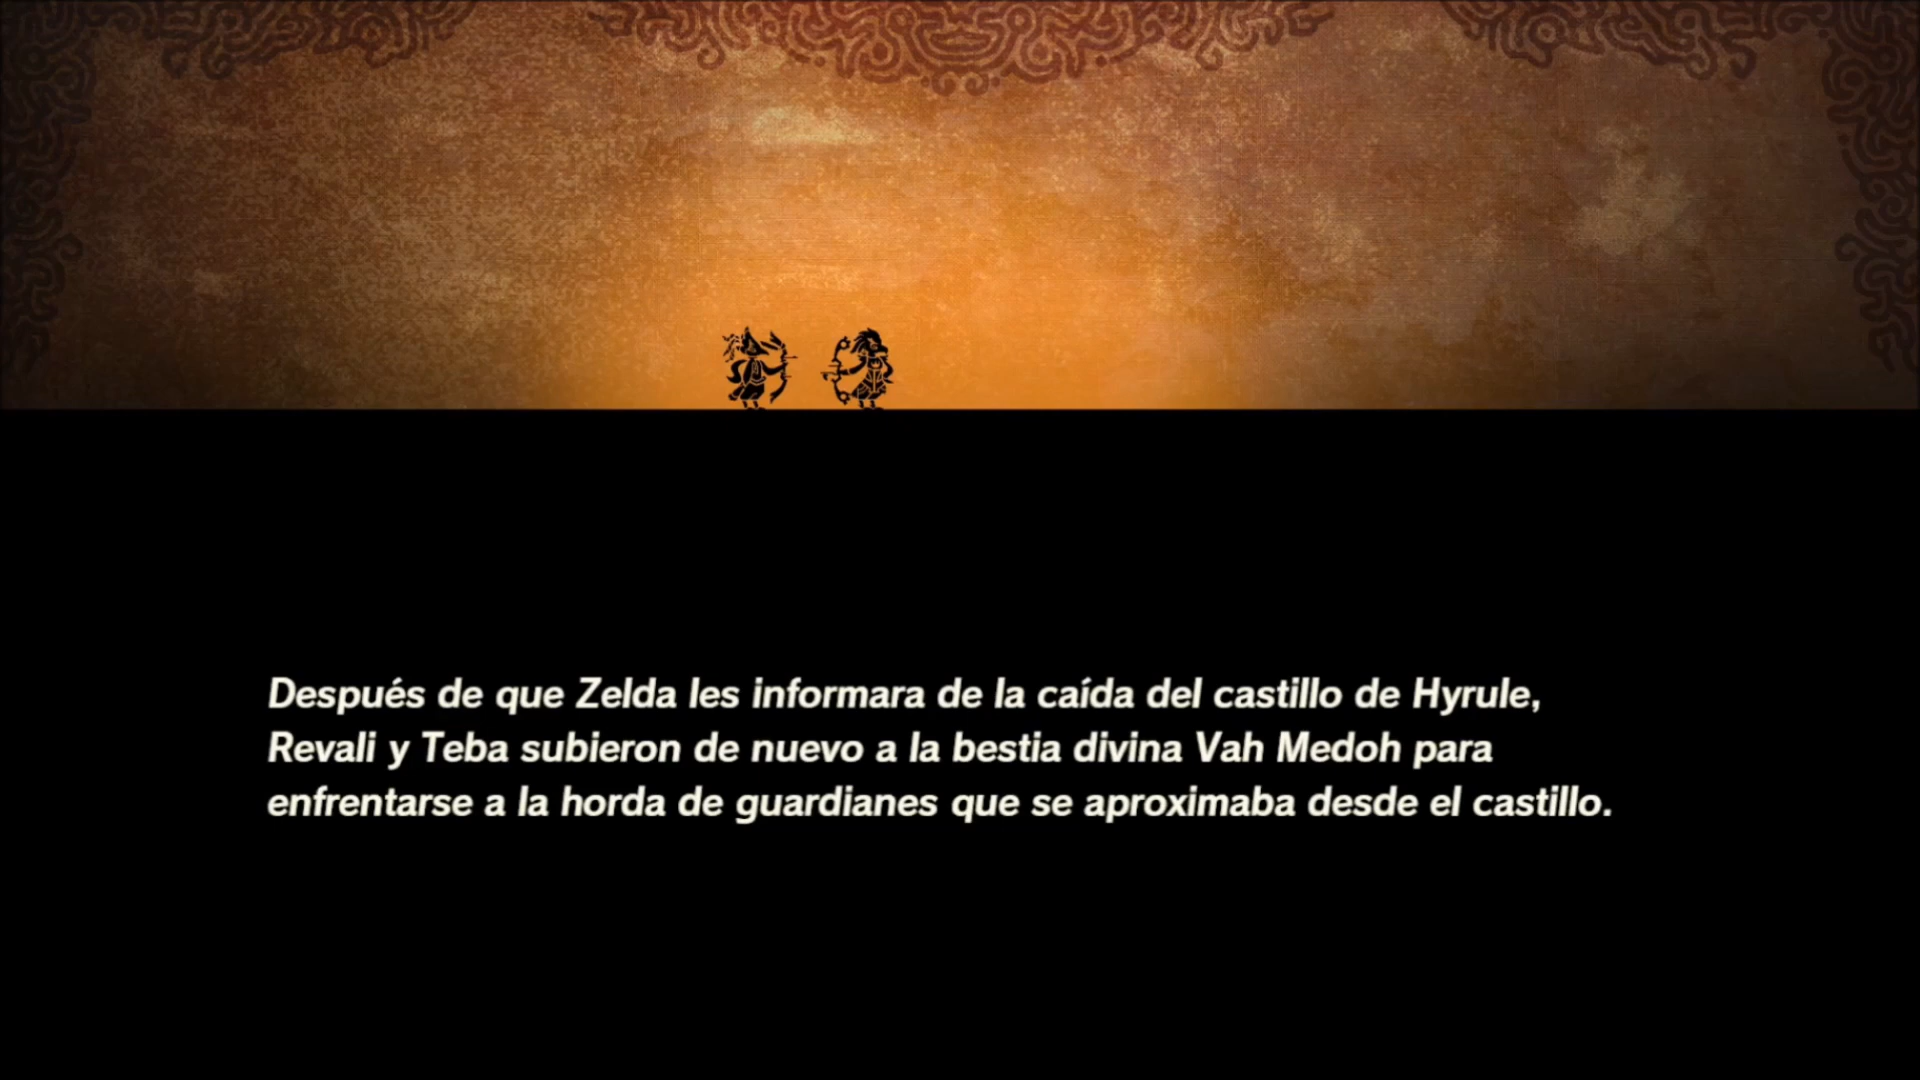 Después de que Zelda les informara de la caída del castillo de Hyrule,
Revali y Teba subieron de nuevo a la bestia divina Vah Medoh para
enfrentarse a la horda de guardianes que se aproximaba desde el castillo.